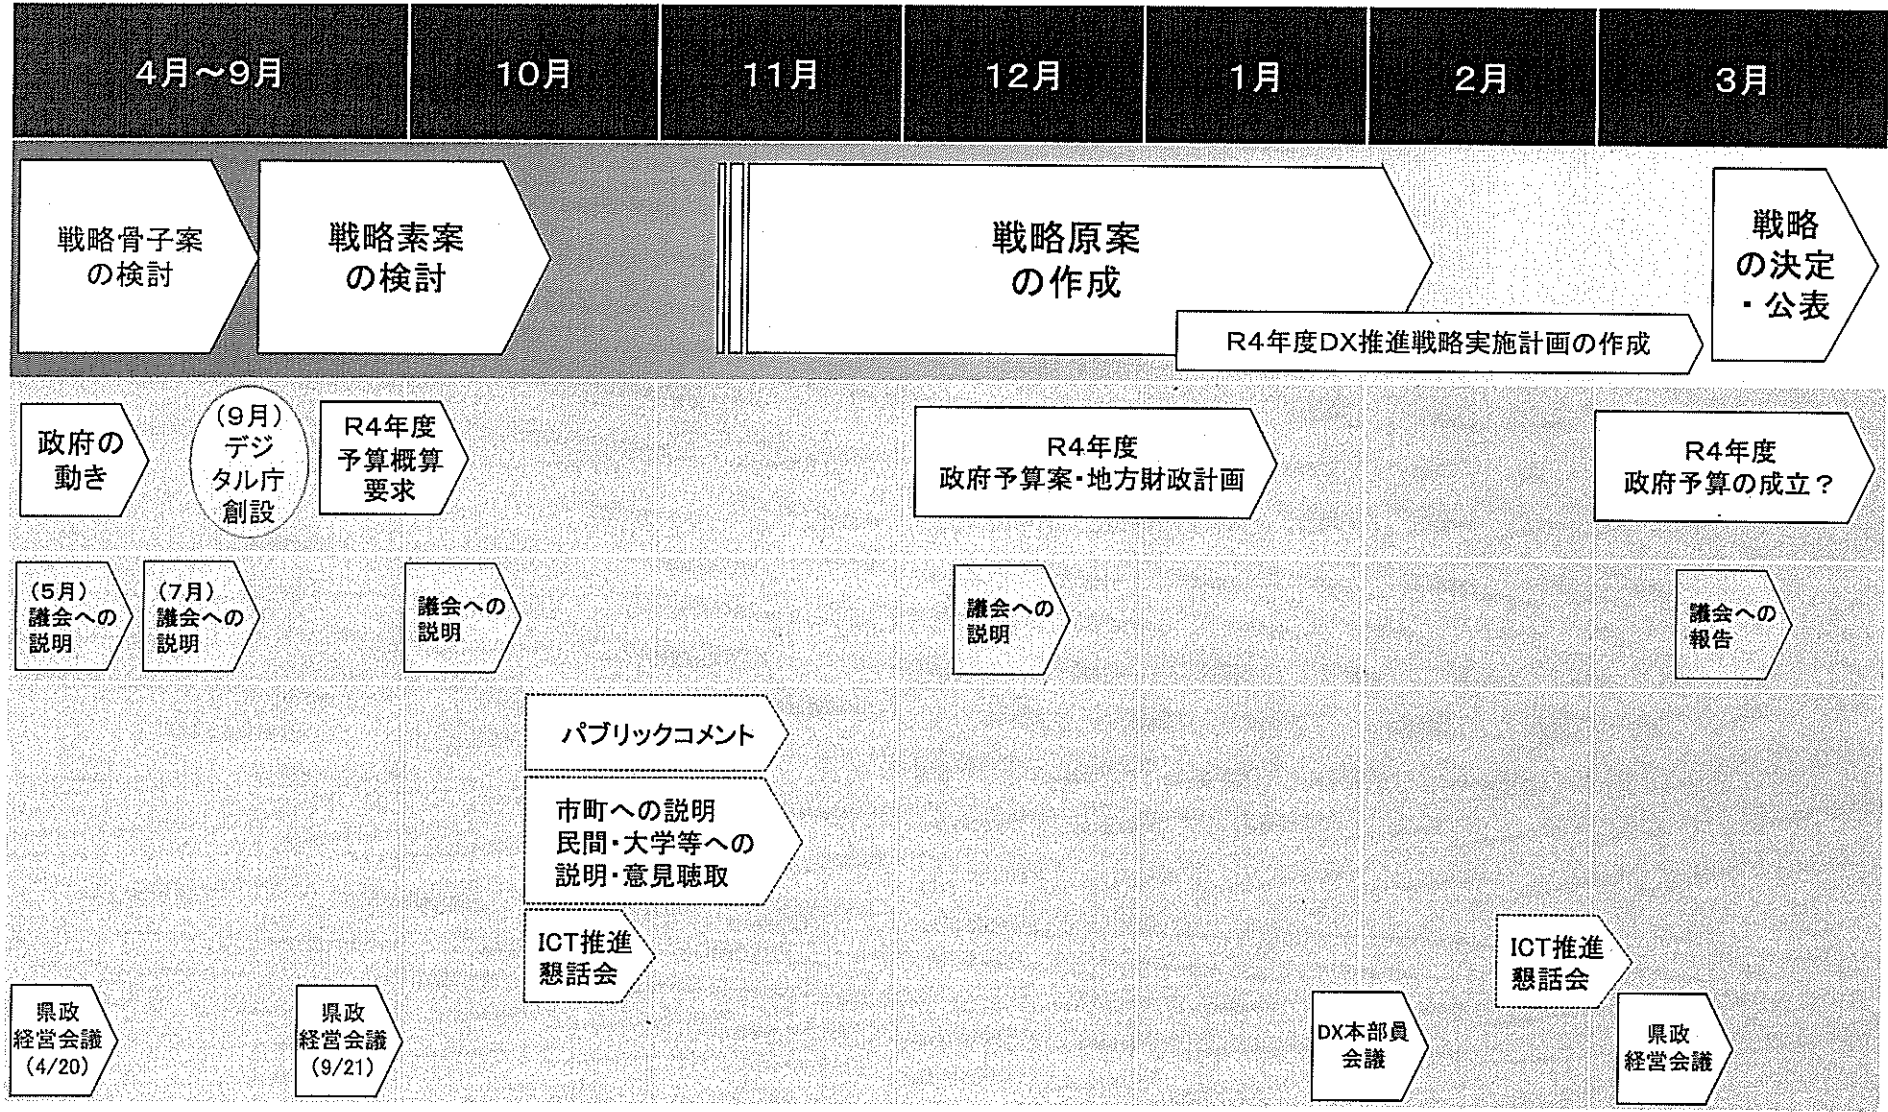 4月～9月
10月
11月
12月
1月
2月
3月
戦略骨子案
の検討
戦略素案
の検討
戦略原案
の作成
戦略
の決定
・公表
R4年度DX推進戦略実施計画の作成
政府の
動き
(9月)
デジ
タル庁
創設
R4年度
予算概算
要求
R4年度
政府予算案・地方財政計画
R4年度
政府予算の成立？
(5月)
議会への
説明
(7月)
議会への
説明
議会への
説明
議会への
説明
議会への
報告
パブリックコメント
市町への説明
民間・大学等への
説明・意見聴取
ICT推進
懇話会
ICT推進
懇話会
県政
経営会議
(4/20)
県政
経営会議
(9/21)
DX本部員
会議
県政
経営会議